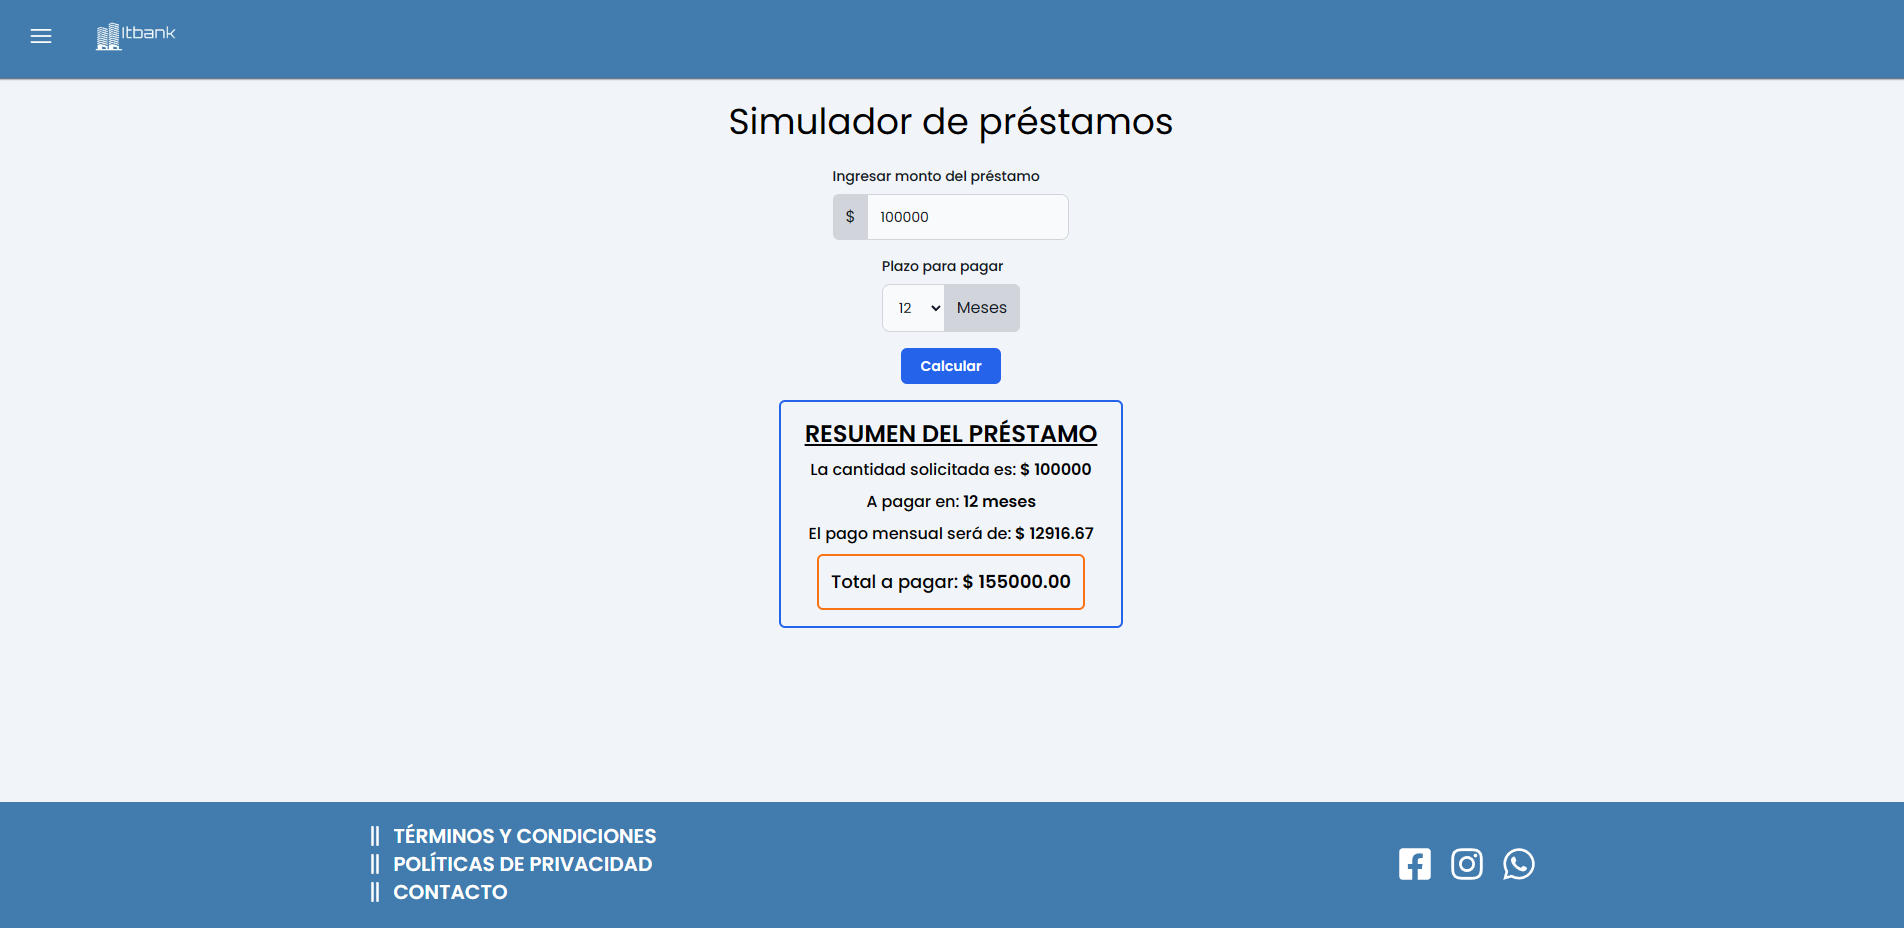 Itbank
Simulador de préstamos
Ingresar monto del préstamo
$ 100000
Plazo para pagar
12 Meses
Calcular
RESUMEN DEL PRÉSTAMO
La cantidad solicitada es: $ 100000
A pagar en: 12 meses
El pago mensual será de: $ 12916.67
Total a pagar: $ 155000.00
|| TÉRMINOS Y CONDICIONES
|| POLÍTICAS DE PRIVACIDAD
|| CONTACTO